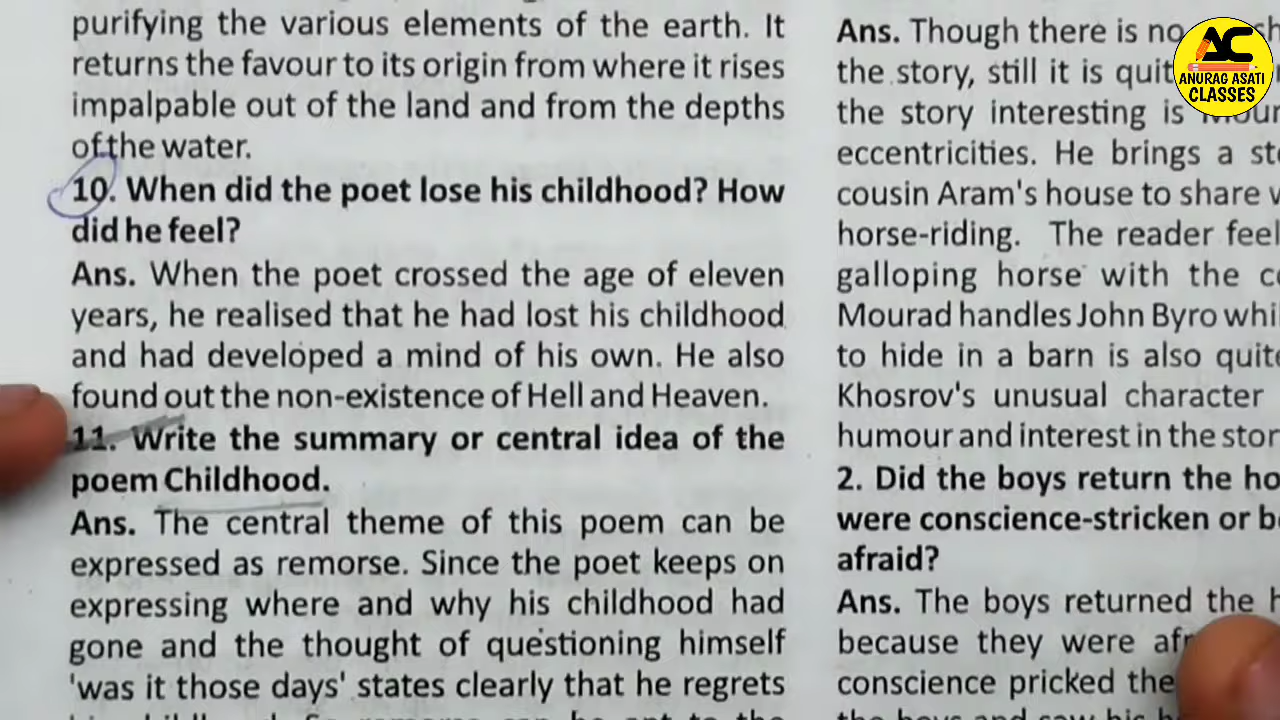 purifying the various elements of the earth. It
returns the favour to its origin from where it rises
impalpable out of the land and from the depths
of the water.
10. When did the poet lose his childhood? How
did he feel?
Ans. When the poet crossed the age of eleven
years, he realised that he had lost his childhood
and had developed a mind of his own. He also
found out the non-existence of Hell and Heaven.
11. Write the summary or central idea of the
poem Childhood.
Ans. The central theme of this poem can be
expressed as remorse. Since the poet keeps on
expressing where and why his childhood had
gone and the thought of questioning himself
'was it those days' states clearly that he regrets
Ans. Though there is no
the story, still it is
the story interesting is
eccentricities. He brings a
cousin Aram's house to share
horse-riding. The reader
galloping horse with the
Mourad handles John Byro
to hide in a barn is also
Khosrov's unusual character
humour and interest in the
2. Did the boys return the
were conscience-stricken or
afraid?
Ans. The boys returned the
because they were
conscience pricked
AC
ANURAG ASATI
CLASSES